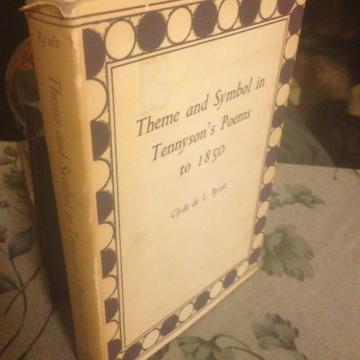 Theme and Symbol in
Tennyson's Poems
to 1850
Clyde de L. Ryals
Ryals
Theme and Symbol in Tennyson's Poems